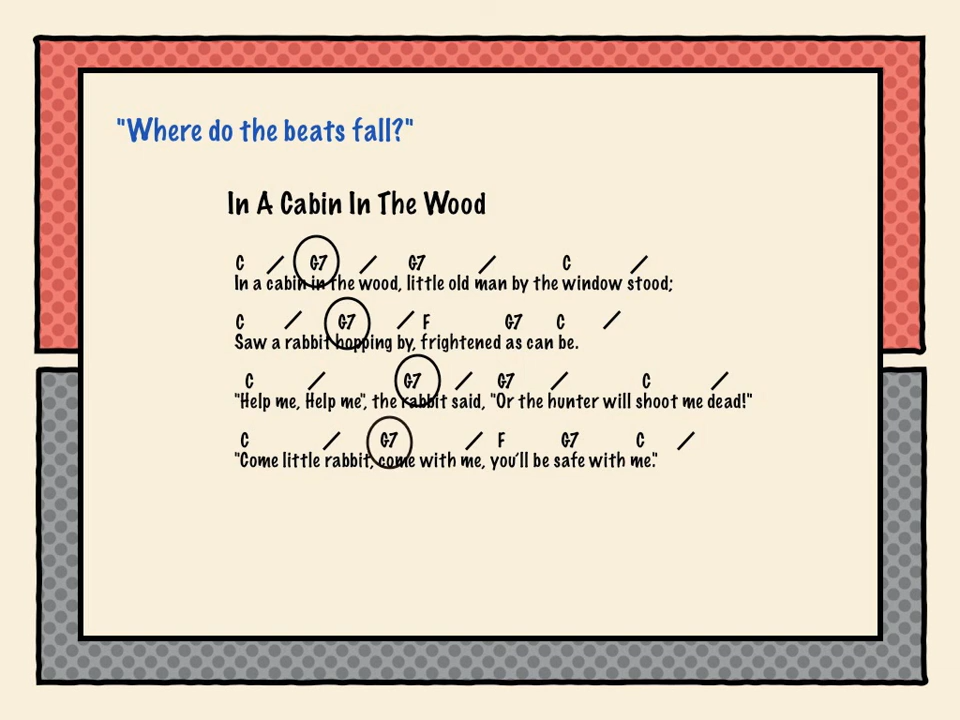 "Where do the beats fall?"
In A Cabin In The Wood
C / G7 / G7 / C /
In a cabin in the wood, little old man by the window stood;
C / G7 / F G7 C /
Saw a rabbit hopping by, frightened as can be.
C / G7 / G7 / C /
"Help me, Help me", the rabbit said, "Or the hunter will shoot me dead!"
C / G7 / F G7 C /
"Come little rabbit, come with me, you'll be safe with me."